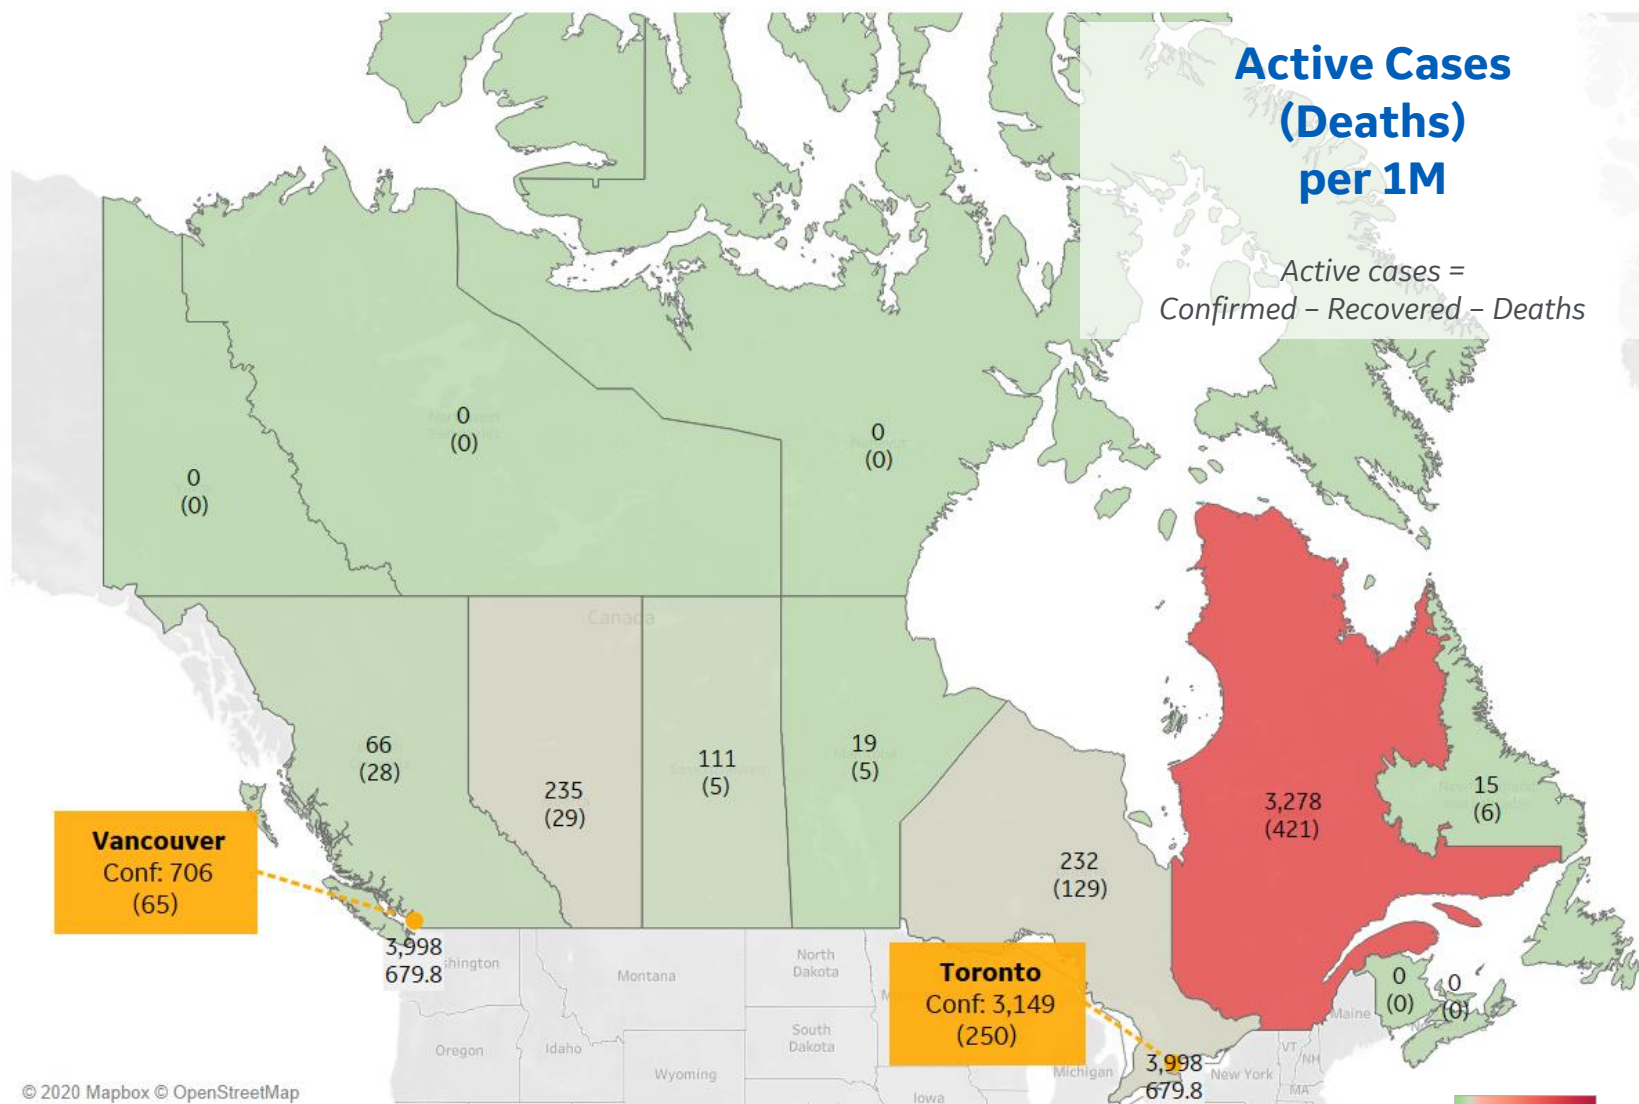 Active Cases
(Deaths)
per 1M
Active cases =
Confirmed – Recovered – Deaths
0
(0)
0
(0)
0
(0)
Canada
66
(28)
235
(29)
111
(5)
19
(5)
232
(129)
3,278
(421)
15
(6)
0
(0)
0
(0)
Vancouver
Conf: 706
(65)
3,998
679.8
Toronto
Conf: 3,149
(250)
3,998
679.8
Montana
North
Dakota
South
Dakota
Oregon
Idaho
Wyoming
Iowa
Michigan
New York
Maine
VT
NH
MA
© 2020 Mapbox © OpenStreetMap